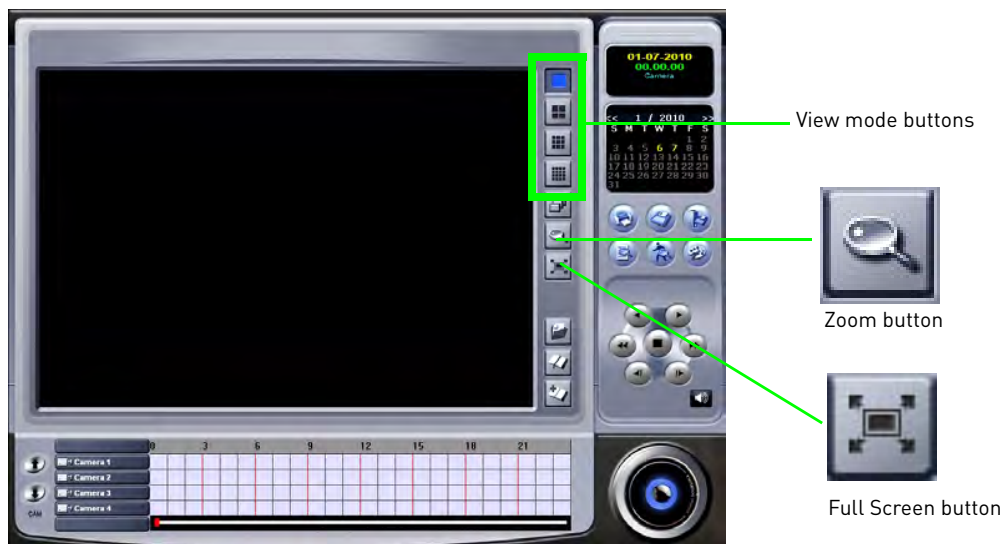 01-07-2010
00.00.00
Camera
<< 1 / 2010 >>
S M T W T F S
1 2
3 4 5 6 7 8 9
10 11 12 13 14 15 16
17 18 19 20 21 22 23
24 25 26 27 28 29 30
31
View mode buttons
Zoom button
Full Screen button
0 3 6 9 12 15 18 21
Camera 1
Camera 2
Camera 3
Camera 4
CAM